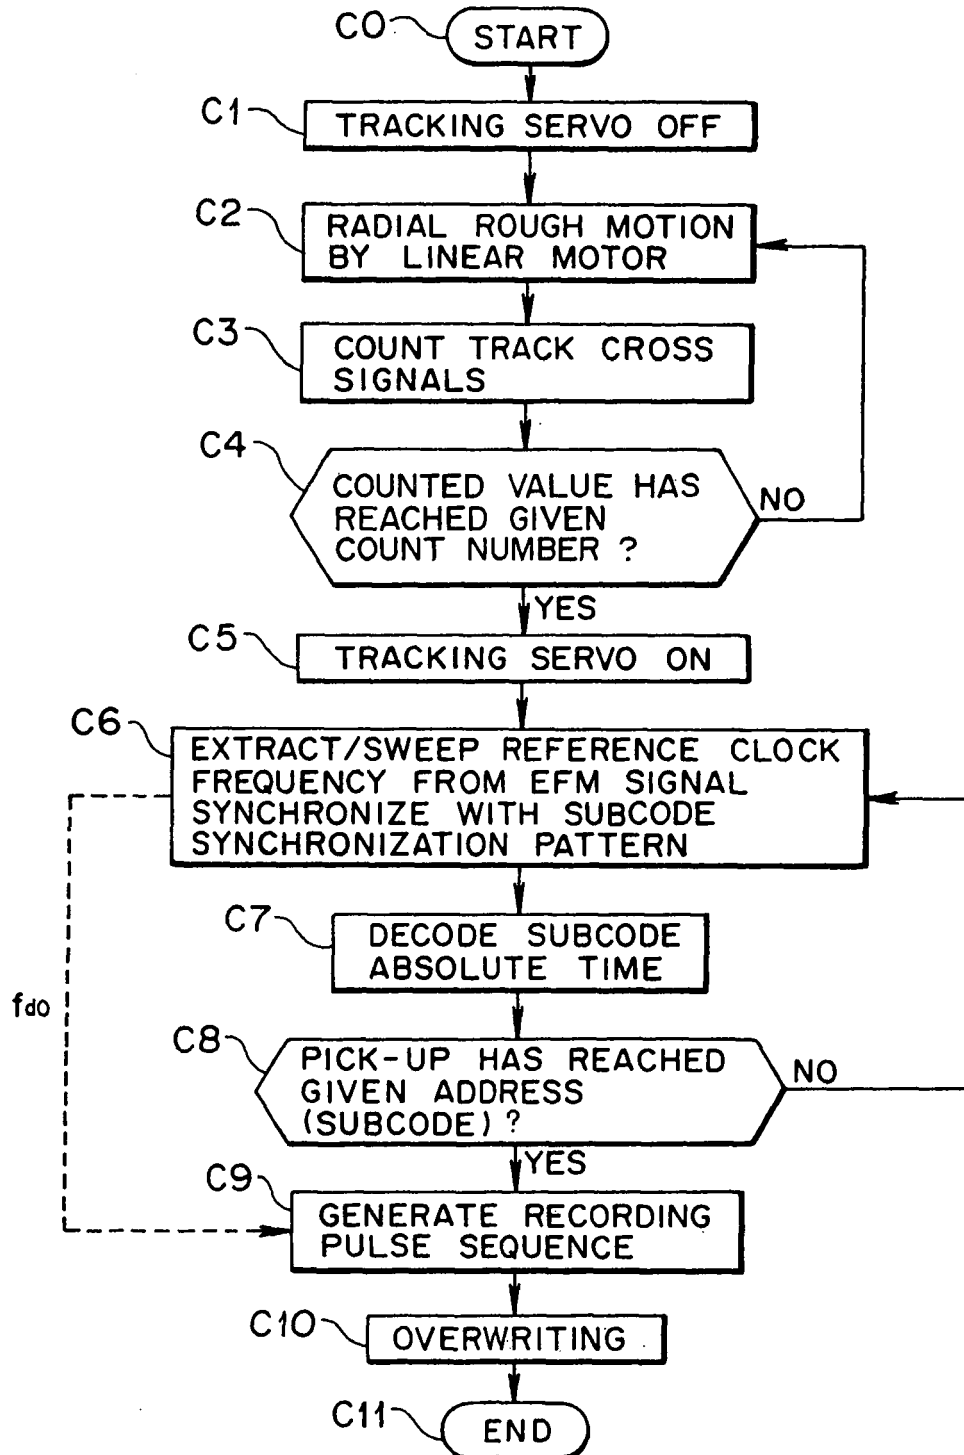 C0
START
C1
TRACKING SERVO OFF
C2
RADIAL ROUGH MOTION
BY LINEAR MOTOR
C3
COUNT TRACK CROSS
SIGNALS
C4
COUNTED VALUE HAS
REACHED GIVEN
COUNT NUMBER ?
NO
YES
C5
TRACKING SERVO ON
C6
EXTRACT/SWEEP REFERENCE CLOCK
FREQUENCY FROM EFM SIGNAL
SYNCHRONIZE WITH SUBCODE
SYNCHRONIZATION PATTERN
C7
DECODE SUBCODE
ABSOLUTE TIME
fd0
C8
PICK-UP HAS REACHED
GIVEN ADDRESS
(SUBCODE) ?
NO
YES
C9
GENERATE RECORDING
PULSE SEQUENCE
C10
OVERWRITING
C11
END